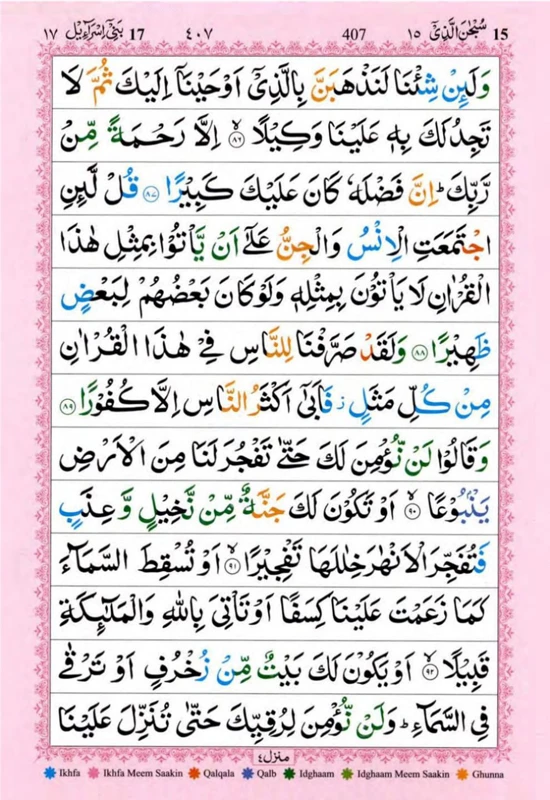 15 سُبْحٰنَ الَّذِیْۤ ١٥ 407 ٤٠٧ 17 بَنِیْۤ اِسْرَآءِیْل ١٧
وَلَئِنْ شِئْنَا لَنَذْهَبَنَّ بِالَّذِیْۤ اَوْحَیْنَاۤ اِلَیْكَ ثُمَّ لَا
تَجِدُ لَكَ بِهٖ عَلَیْنَا وَكِیْلًا ۙ﴿٨٦﴾ اِلَّا رَحْمَةً مِّنْ
رَّبِّكَ ؕ اِنَّ فَضْلَهٗ كَانَ عَلَیْكَ كَبِیْرًا ﴿٨٧﴾ قُلْ لَّىِٕنِ
اجْتَمَعَتِ الْاِنْسُ وَالْجِنُّ عَلٰۤی اَنْ یَّاْتُوْا بِمِثْلِ هٰذَا
الْقُرْاٰنِ لَا یَاْتُوْنَ بِمِثْلِهٖ وَلَوْ كَانَ بَعْضُهُمْ لِبَعْضٍ
ظَهِیْرًا ﴿٨٨﴾ وَلَقَدْ صَرَّفْنَا لِلنَّاسِ فِیْ هٰذَا الْقُرْاٰنِ
مِنْ كُلِّ مَثَلٍ ؗ فَاَبٰۤی اَكْثَرُ النَّاسِ اِلَّا كُفُوْرًا ﴿٨٩﴾
وَقَالُوْا لَنْ نُّؤْمِنَ لَكَ حَتّٰی تَفْجُرَ لَنَا مِنَ الْاَرْضِ
یَنْۢبُوْعًا ۙ﴿٩٠﴾ اَوْ تَكُوْنَ لَكَ جَنَّةٌ مِّنْ نَّخِیْلٍ وَّعِنَبٍ
فَتُفَجِّرَ الْاَنْهٰرَ خِلٰلَهَا تَفْجِیْرًا ۙ﴿٩١﴾ اَوْ تُسْقِطَ السَّمَآءَ
كَمَا زَعَمْتَ عَلَیْنَا كِسَفًا اَوْ تَاْتِیَ بِاللّٰهِ وَالْمَلٰٓىِٕكَةِ
قَبِیْلًا ۙ﴿٩٢﴾ اَوْ یَكُوْنَ لَكَ بَیْتٌ مِّنْ زُخْرُفٍ اَوْ تَرْقٰی
فِی السَّمَآءِ ؕ وَلَنْ نُّؤْمِنَ لِرُقِیِّكَ حَتّٰی تُنَزِّلَ عَلَیْنَا
منزل ٤
Ikhfa Ikhfa Meem Saakin Qalqala Qalb Idghaam Idghaam Meem Saakin Ghunna